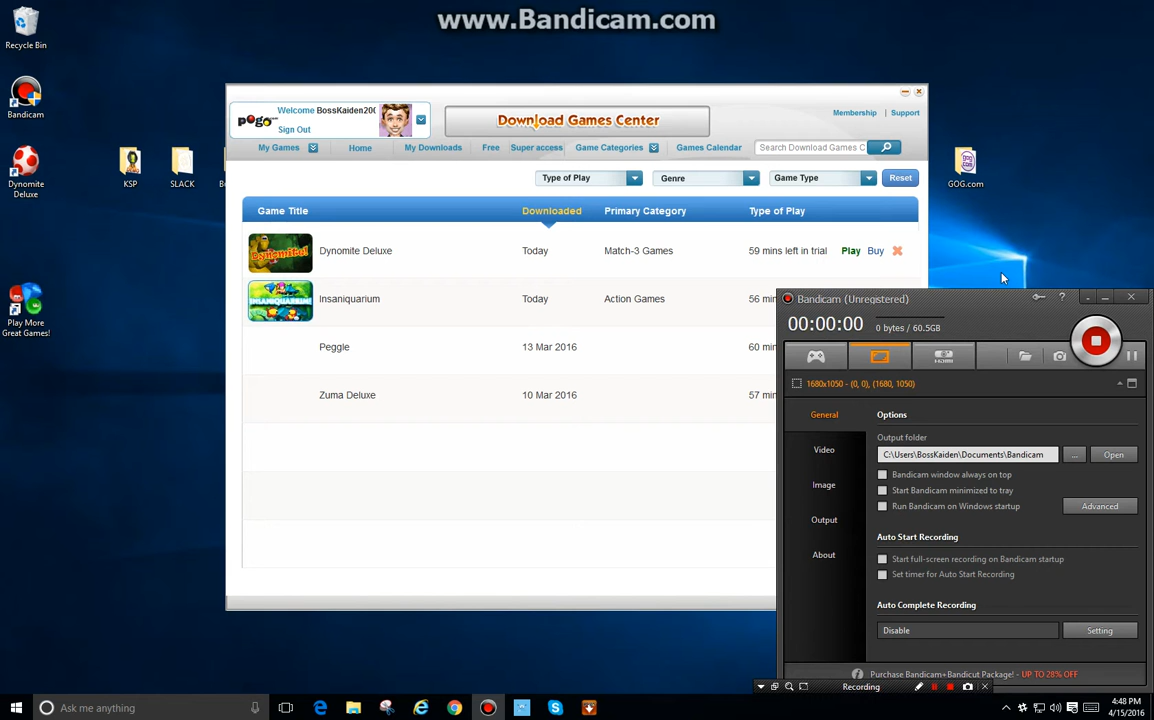 www.Bandicam.com
Recycle Bin
Bandicam
Dynomite Deluxe
Play More Great Games!
KSP
SLACK
GOG.com
pogo
Welcome BossKaiden200
Sign Out
Download Games Center
Membership | Support
My Games Home My Downloads Free Super access Game Categories Games Calendar Search Download Games C
Type of Play Genre Game Type Reset
Game Title Downloaded Primary Category Type of Play
DYNOMITE! Dynomite Deluxe Today Match-3 Games 59 mins left in trial Play Buy
INSANIQUARIUM! Insaniquarium Today Action Games 56 min
Peggle 13 Mar 2016 60 min
Zuma Deluxe 10 Mar 2016 57 min
Bandicam (Unregistered)
00:00:00 0 bytes / 60.5GB
HDMI
1680x1050 - (0, 0), (1680, 1050)
General
Video
Image
Output
About
Options
Output folder
C:\Users\BossKaiden\Documents\Bandicam ... Open
Bandicam window always on top
Start Bandicam minimized to tray
Run Bandicam on Windows startup Advanced
Auto Start Recording
Start full-screen recording on Bandicam startup
Set timer for Auto Start Recording
Auto Complete Recording
Disable Setting
Purchase Bandicam+Bandicut Package! - UP TO 28% OFF
Recording
Ask me anything
4:48 PM
4/15/2016